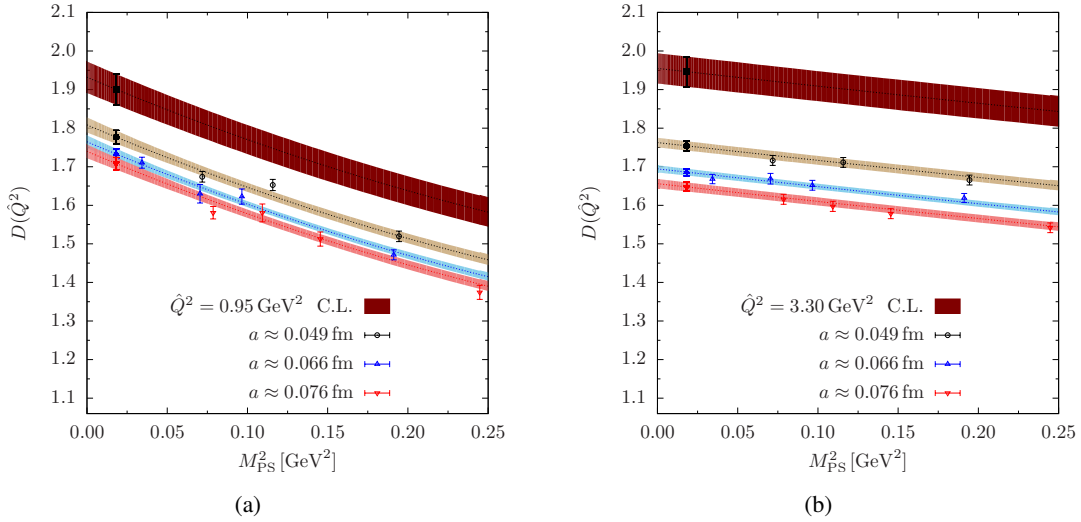 2.0
1.9
1.8
1.7
1.6
1.5
1.4
1.3
1.2
1.1
0.00 0.05 0.10 0.15 0.20 0.25
D(Q̂²)
M²_PS [GeV²]
Q̂² = 0.95 GeV² C.L.
a ≈ 0.049 fm
a ≈ 0.066 fm
a ≈ 0.076 fm
(a)
2.1
2.0
1.9
1.8
1.7
1.6
1.5
1.4
1.3
1.2
1.1
0.00 0.05 0.10 0.15 0.20 0.25
D(Q̂²)
M²_PS [GeV²]
Q̂² = 3.30 GeV² C.L.
a ≈ 0.049 fm
a ≈ 0.066 fm
a ≈ 0.076 fm
(b)